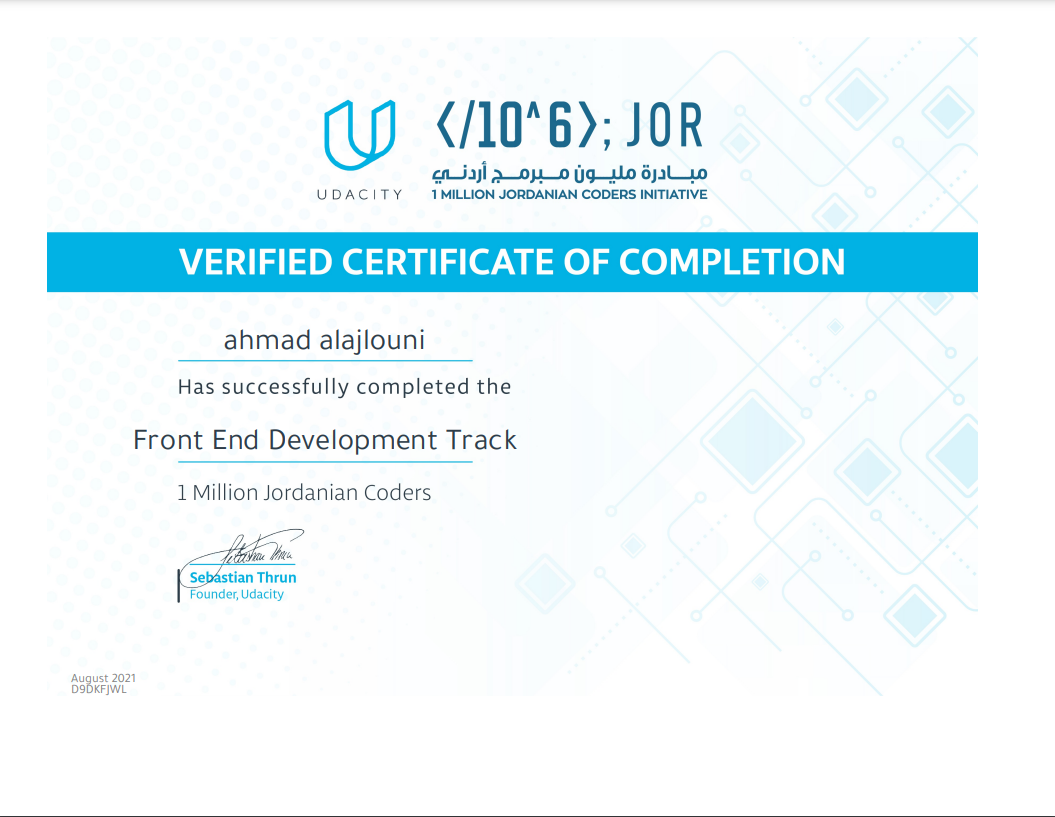 UDACITY
</10^6>; JOR
مبادرة مليون مبرمج أردني
1 MILLION JORDANIAN CODERS INITIATIVE
VERIFIED CERTIFICATE OF COMPLETION
ahmad alajlouni
Has successfully completed the
Front End Development Track
1 Million Jordanian Coders
Sebastian Thrun
Sebastian Thrun
Founder, Udacity
August 2021
D9DKFJWL